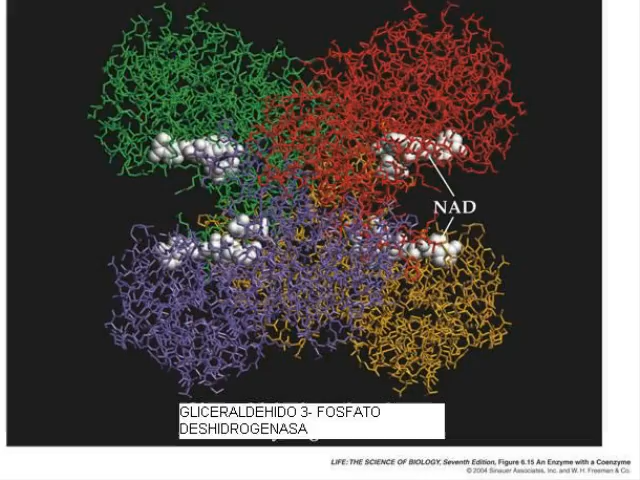 NAD
GLICERALDEHIDO 3- FOSFATO
DESHIDROGENASA
LIFE: THE SCIENCE OF BIOLOGY, Seventh Edition, Figure 6.15 An Enzyme with a Coenzyme
© 2004 Sinauer Associates, Inc. and W. H. Freeman & Co.